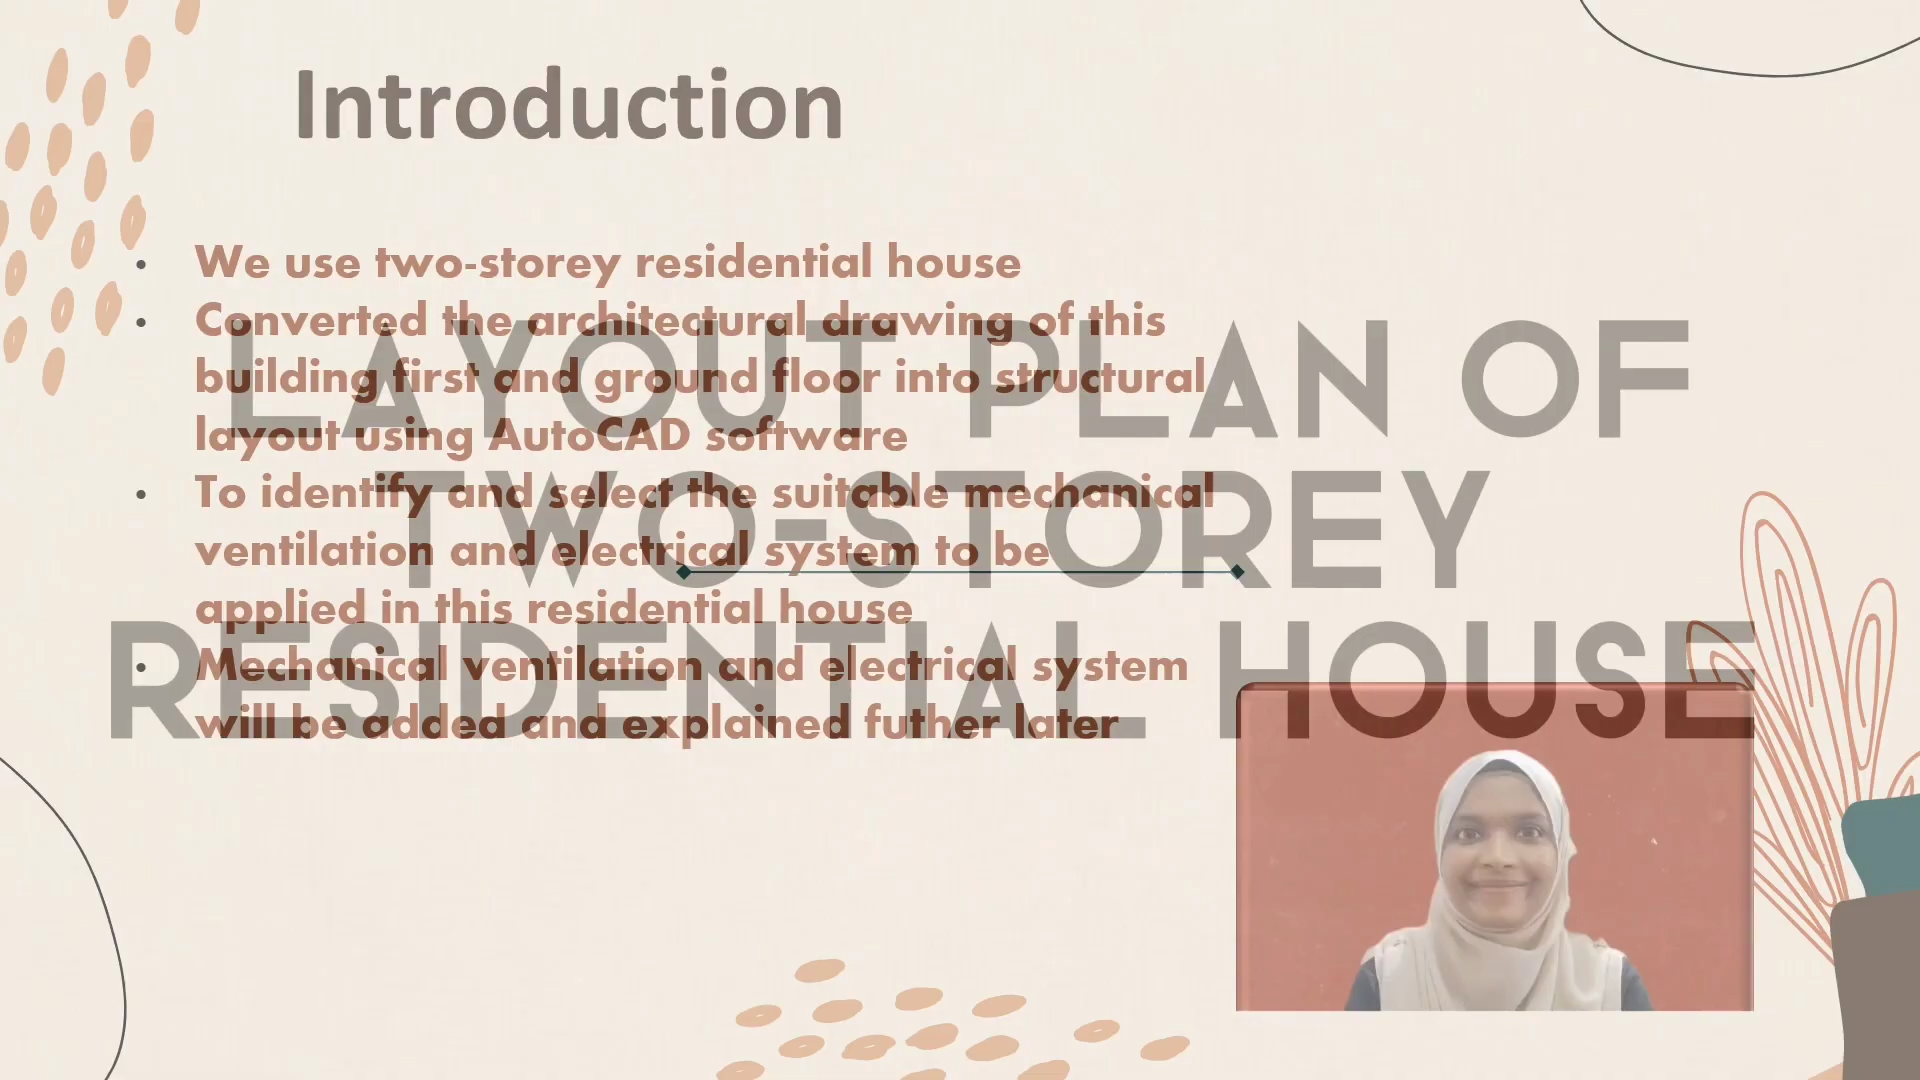 Introduction
• We use two-storey residential house
• Converted the architectural drawing of this
building first and ground floor into structural
layout using AutoCAD software
• To identify and select the suitable mechanical
ventilation and electrical system to be
applied in this residential house
• Mechanical ventilation and electrical system
will be added and explained futher later
LAYOUT PLAN OF
TWO-STOREY
RESIDENTIAL HOUSE